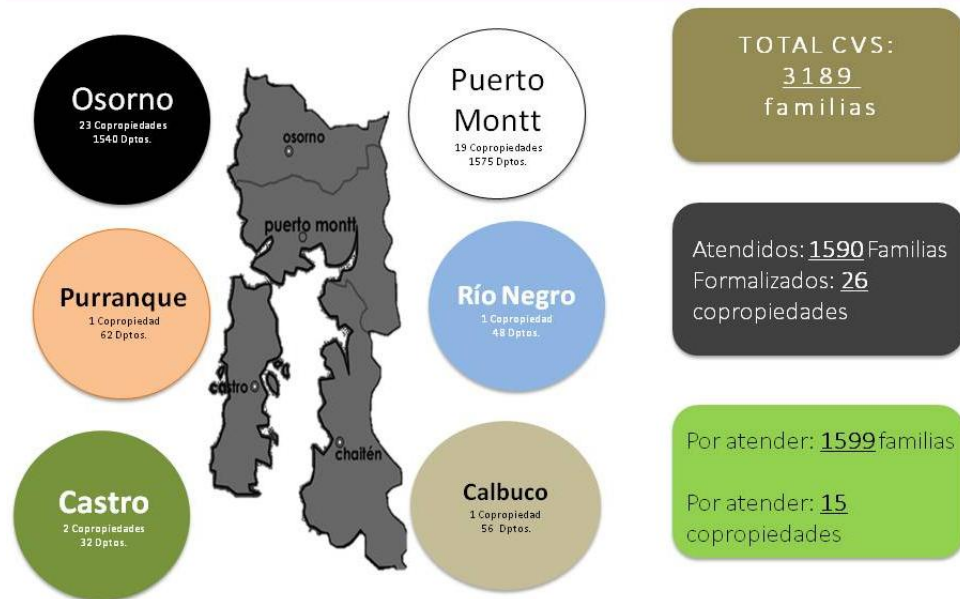 Osorno
23 Copropiedades
1540 Dptos.
Puerto
Montt
19 Copropiedades
1575 Dptos.
TOTAL CVS:
3189
familias
osorno
puerto montt
Purranque
1 Copropiedad
62 Dptos.
Río Negro
1 Copropiedad
48 Dptos.
Atendidos: 1590 Familias
Formalizados: 26
copropiedades
castro
chaitén
Castro
2 Copropiedades
32 Dptos.
Calbuco
1 Copropiedad
56 Dptos.
Por atender: 1599 familias
Por atender: 15
copropiedades